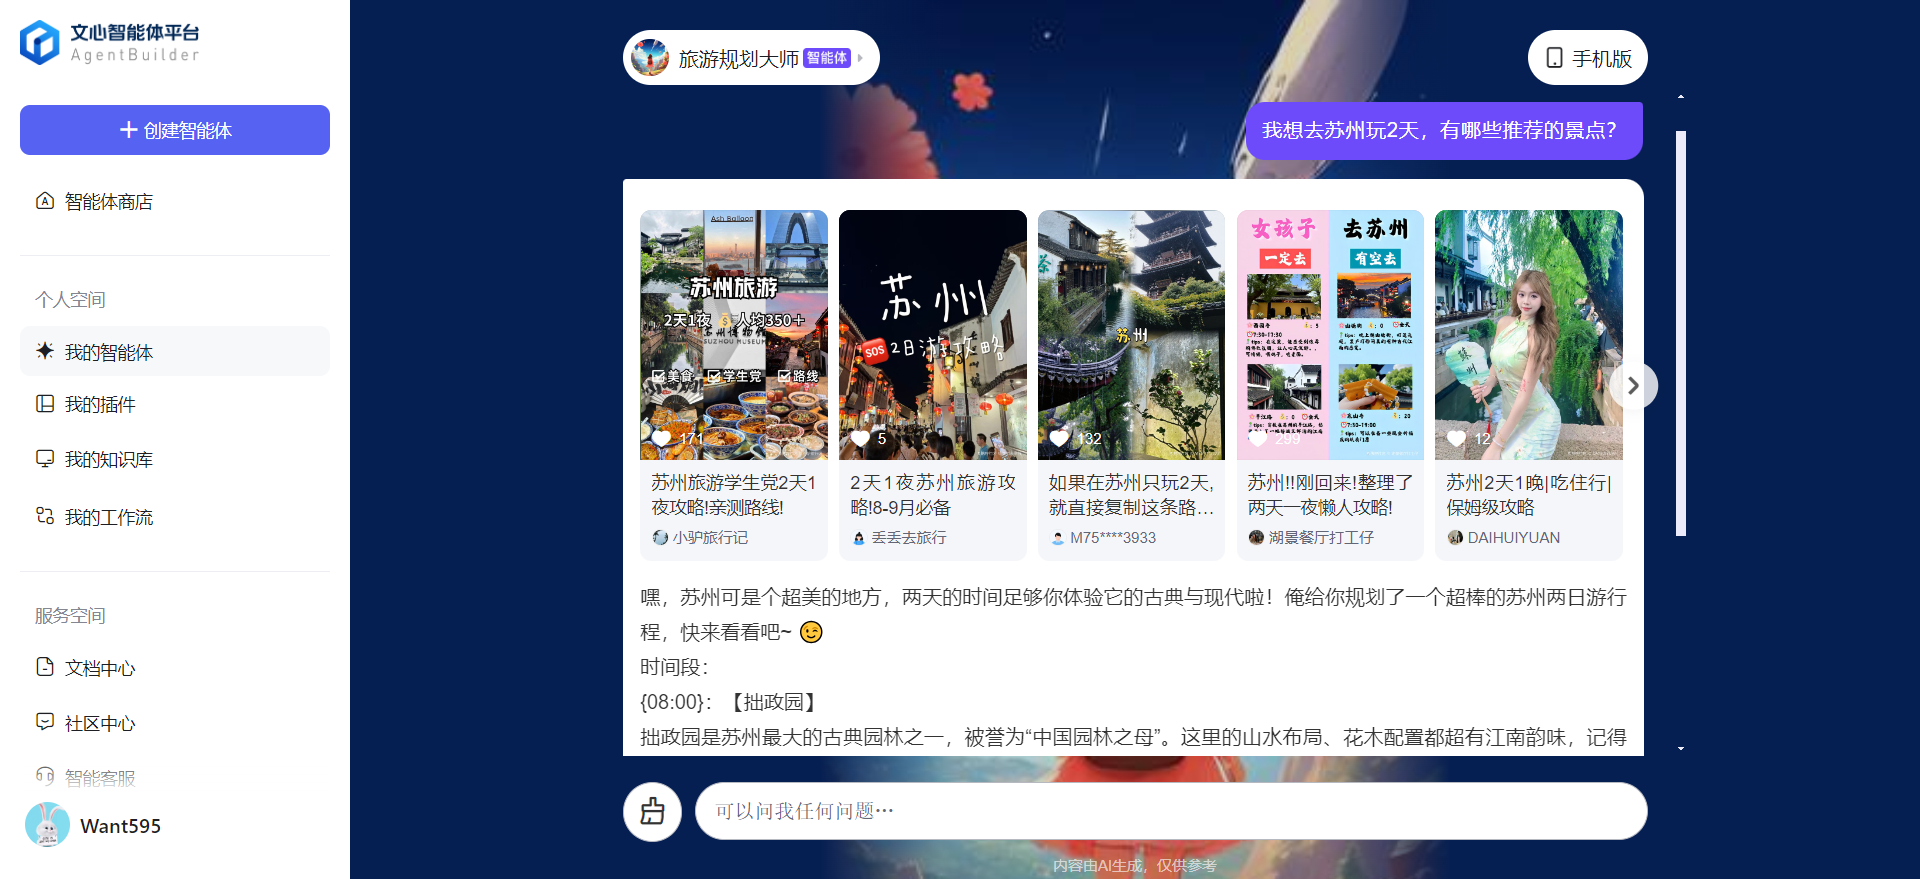 文心智能体平台
AgentBuilder
创建智能体
智能体商店
个人空间
我的智能体
我的插件
我的知识库
我的工作流
服务空间
文档中心
社区中心
智能客服
Want595
旅游规划大师 智能体
手机版
我想去苏州玩2天，有哪些推荐的景点？
Ash Balloon
苏州旅游
2天1夜 人均350+
苏州博物馆
SUZHOU MUSEUM
美食 学生党 路线
171
苏州旅游学生党2天1
夜攻略!亲测路线!
小驴旅行记
苏州
SOS 2日游攻略
5
2天1夜苏州旅游攻
略!8-9月必备
丢丢去旅行
茶
苏州
132
如果在苏州只玩2天,
就直接复制这条路…
M75****3933
女孩子 去苏州
一定去 有空去
299
苏州!!刚回来!整理了
两天一夜懒人攻略!
湖景餐厅打工仔
苏州
12
苏州2天1晚|吃住行|
保姆级攻略
DAIHUIYUAN
嘿，苏州可是个超美的地方，两天的时间足够你体验它的古典与现代啦！俺给你规划了一个超棒的苏州两日游行
程，快来看看吧~ 😉
时间段：
{08:00}：【拙政园】
拙政园是苏州最大的古典园林之一，被誉为“中国园林之母”。这里的山水布局、花木配置都超有江南韵味，记得
可以问我任何问题…
内容由AI生成，仅供参考